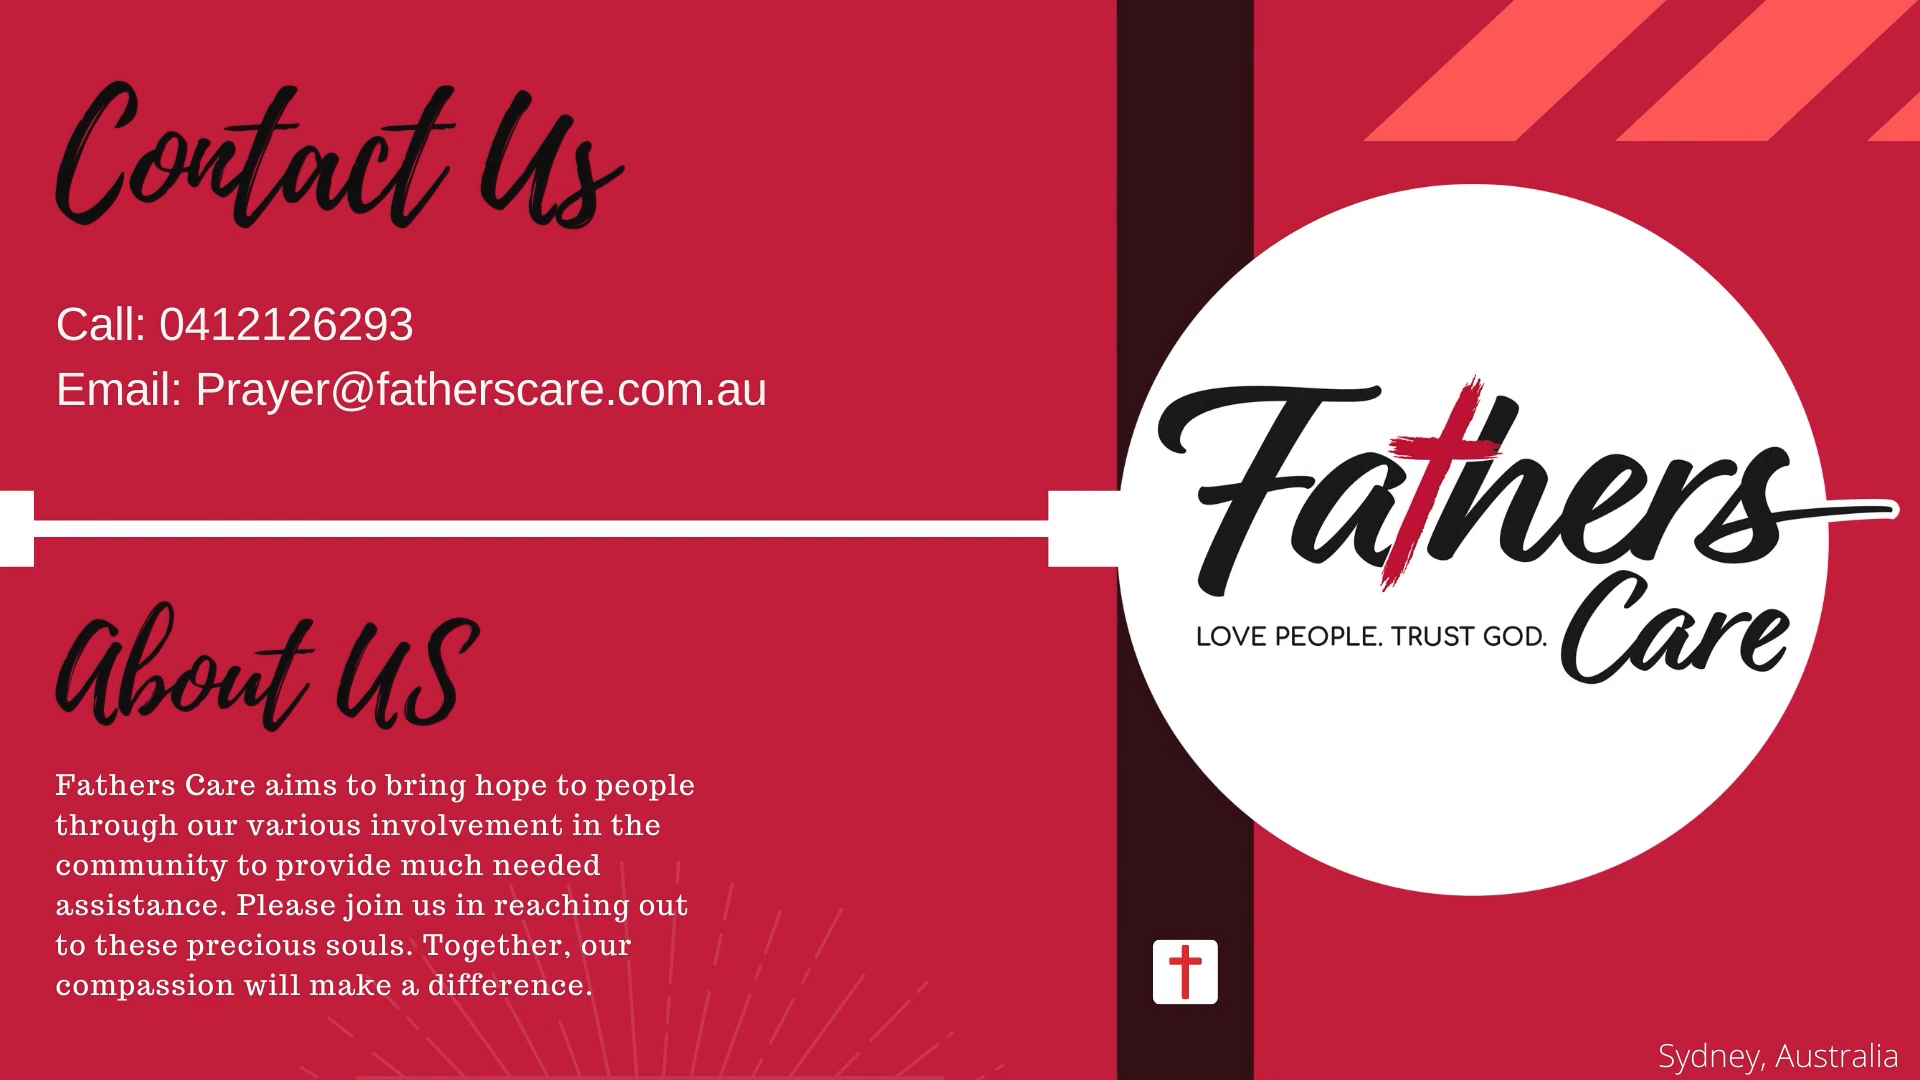 Contact Us
Call: 0412126293
Email: Prayer@fatherscare.com.au
About US
Fathers Care aims to bring hope to people
through our various involvement in the
community to provide much needed
assistance. Please join us in reaching out
to these precious souls. Together, our
compassion will make a difference.
Fathers
LOVE PEOPLE. TRUST GOD. Care
Sydney, Australia